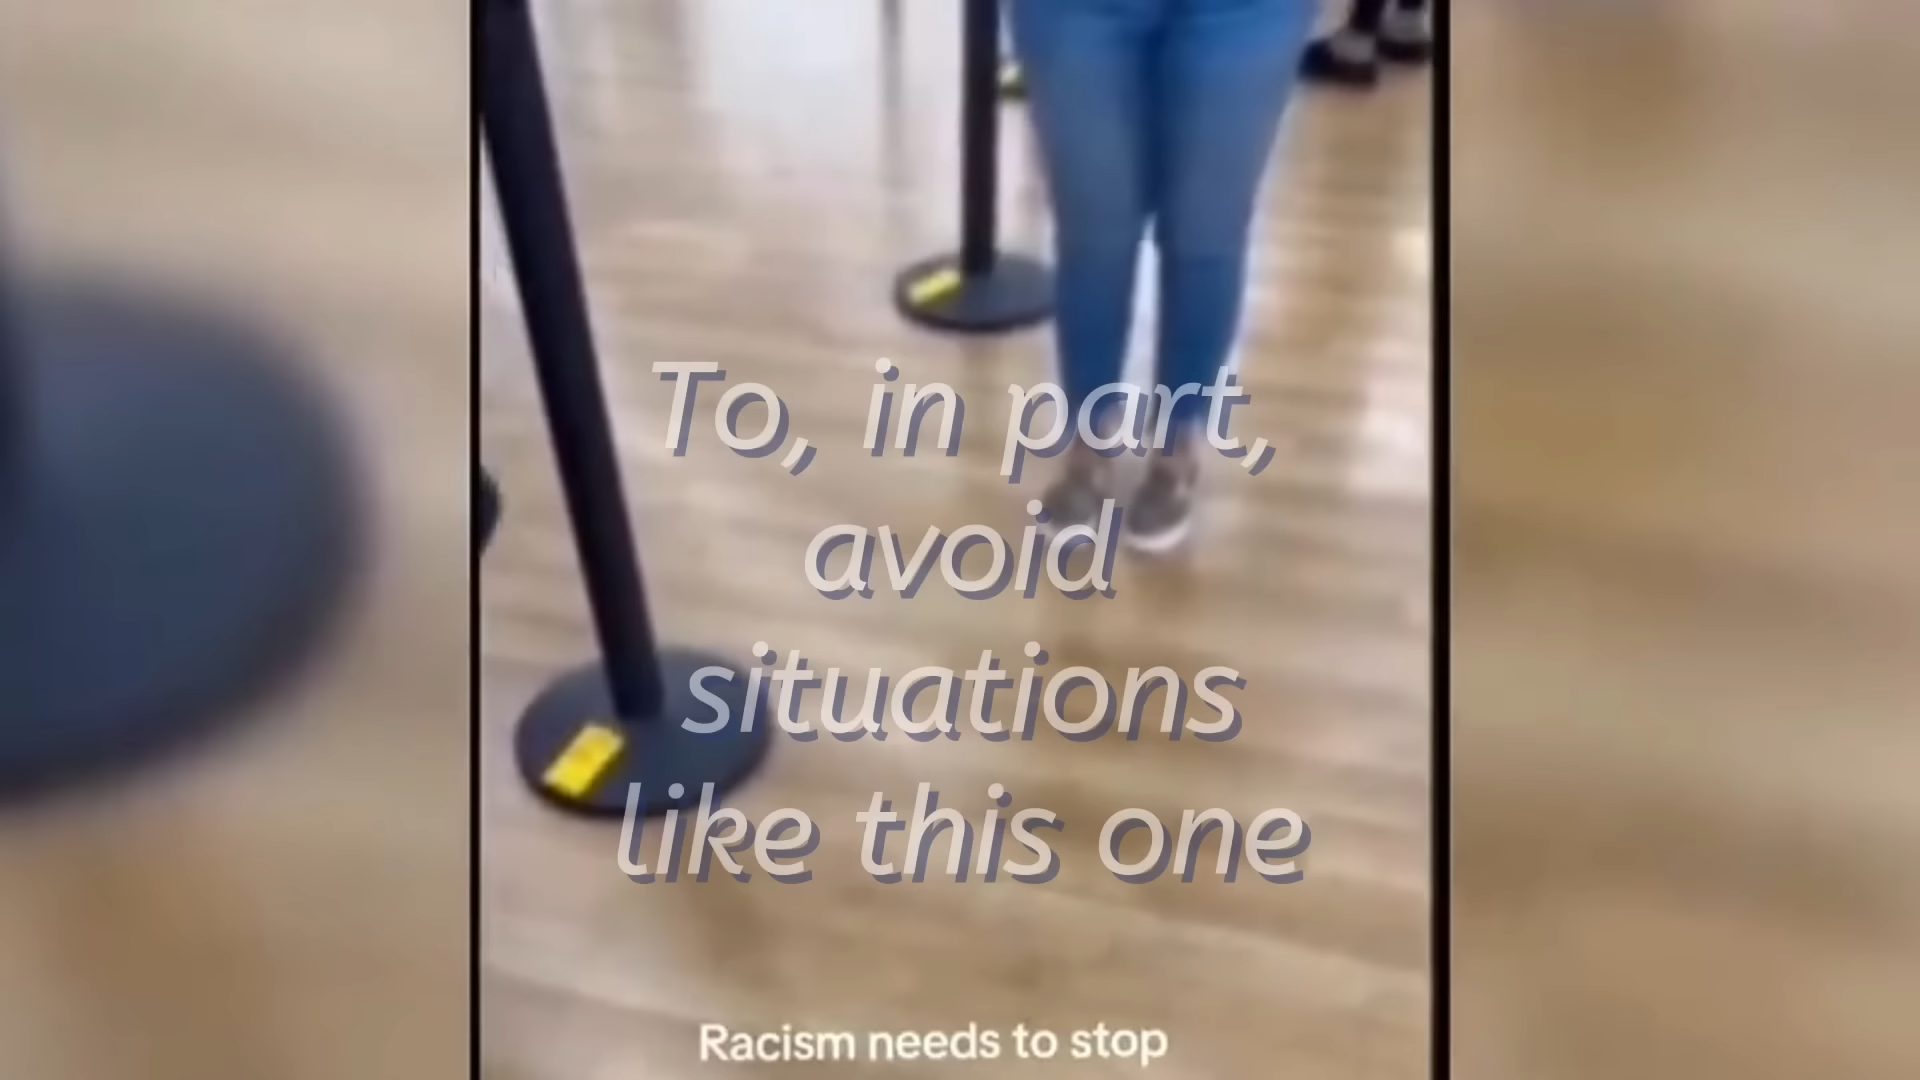 To, in part,
avoid
situations
like this one
Racism needs to stop